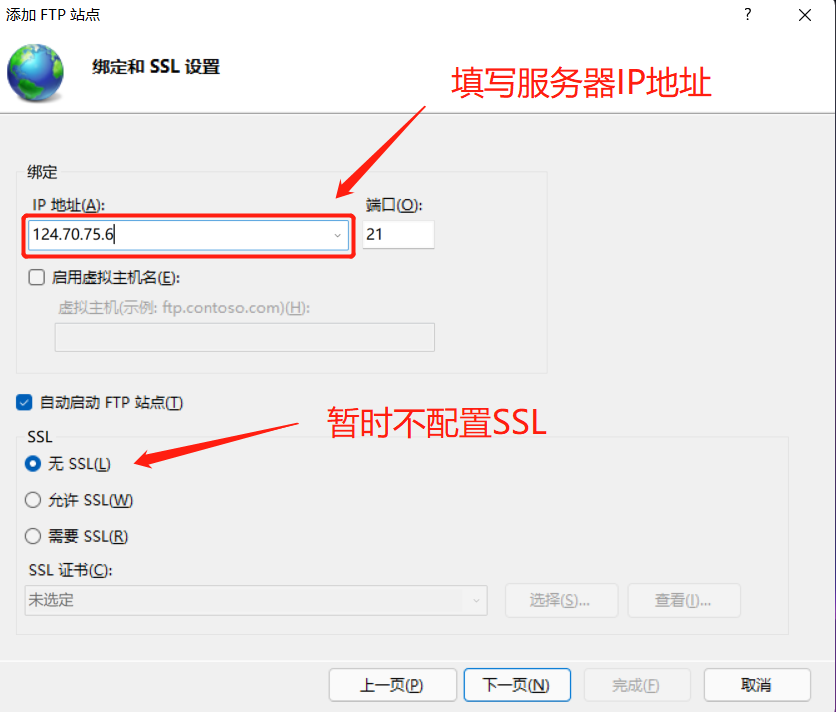 添加 FTP 站点
?
绑定和 SSL 设置
填写服务器IP地址
绑定
IP 地址(A): 端口(O):
124.70.75.6 21
启用虚拟主机名(E):
虚拟主机(示例: ftp.contoso.com)(H):
自动启动 FTP 站点(T)
暂时不配置SSL
SSL
无 SSL(L)
允许 SSL(W)
需要 SSL(R)
SSL 证书(C):
未选定 选择(S)... 查看(I)...
上一页(P) 下一页(N) 完成(F) 取消